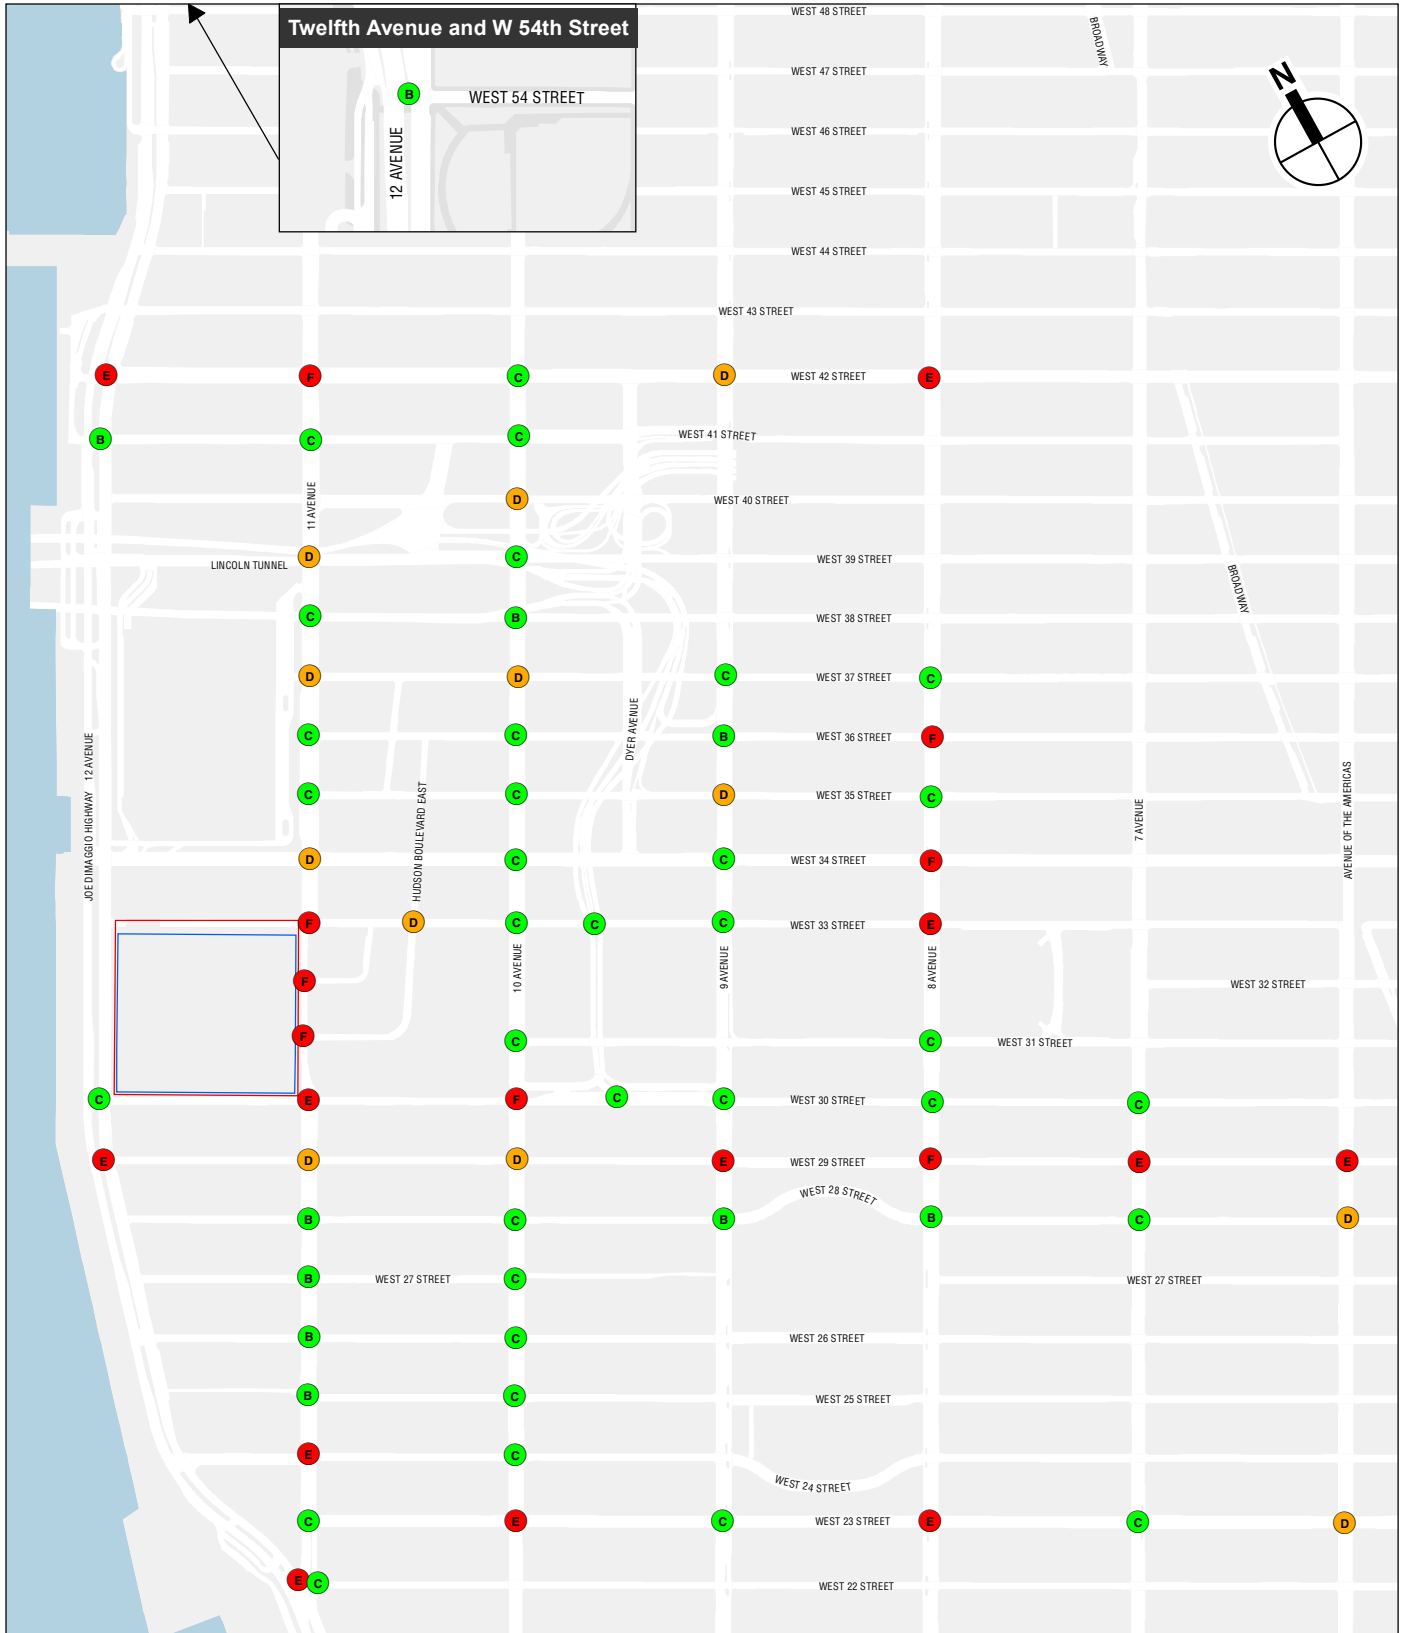 Twelfth Avenue and W 54th Street
B
WEST 54 STREET
12 AVENUE
N
BROADWAY
WEST 48 STREET
WEST 47 STREET
WEST 46 STREET
WEST 45 STREET
WEST 44 STREET
WEST 43 STREET
E
F
C
D
WEST 42 STREET
E
B
C
C
WEST 41 STREET
11 AVENUE
D
WEST 40 STREET
LINCOLN TUNNEL
D
C
WEST 39 STREET
BROADWAY
C
B
WEST 38 STREET
D
D
C
WEST 37 STREET
C
DYER AVENUE
C
C
B
WEST 36 STREET
F
JOE DIMAGGIO HIGHWAY
12 AVENUE
HUDSON BOULEVARD EAST
C
C
D
WEST 35 STREET
C
7 AVENUE
AVENUE OF THE AMERICAS
D
C
C
WEST 34 STREET
F
F
D
C
C
C
WEST 33 STREET
E
10 AVENUE
9 AVENUE
8 AVENUE
F
WEST 32 STREET
F
C
C
WEST 31 STREET
C
E
F
C
C
WEST 30 STREET
C
C
E
D
D
E
WEST 29 STREET
F
E
E
B
C
B
WEST 28 STREET
B
C
D
B
WEST 27 STREET
C
WEST 27 STREET
B
C
WEST 26 STREET
B
C
WEST 25 STREET
E
C
WEST 24 STREET
C
E
C
WEST 23 STREET
E
C
D
E
C
WEST 22 STREET